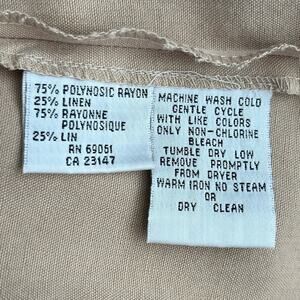 75% POLYNOSIC RAYON
25% LINEN
75% RAYONNE
POLYNOSIQUE
25% LIN
RN 69051
CA 23147
MACHINE WASH COLD
GENTLE CYCLE
WITH LIKE COLORS
ONLY NON-CHLORINE
BLEACH
TUMBLE DRY LOW
REMOVE PROMPTLY
FROM DRYER
WARM IRON NO STEAM
OR
DRY CLEAN